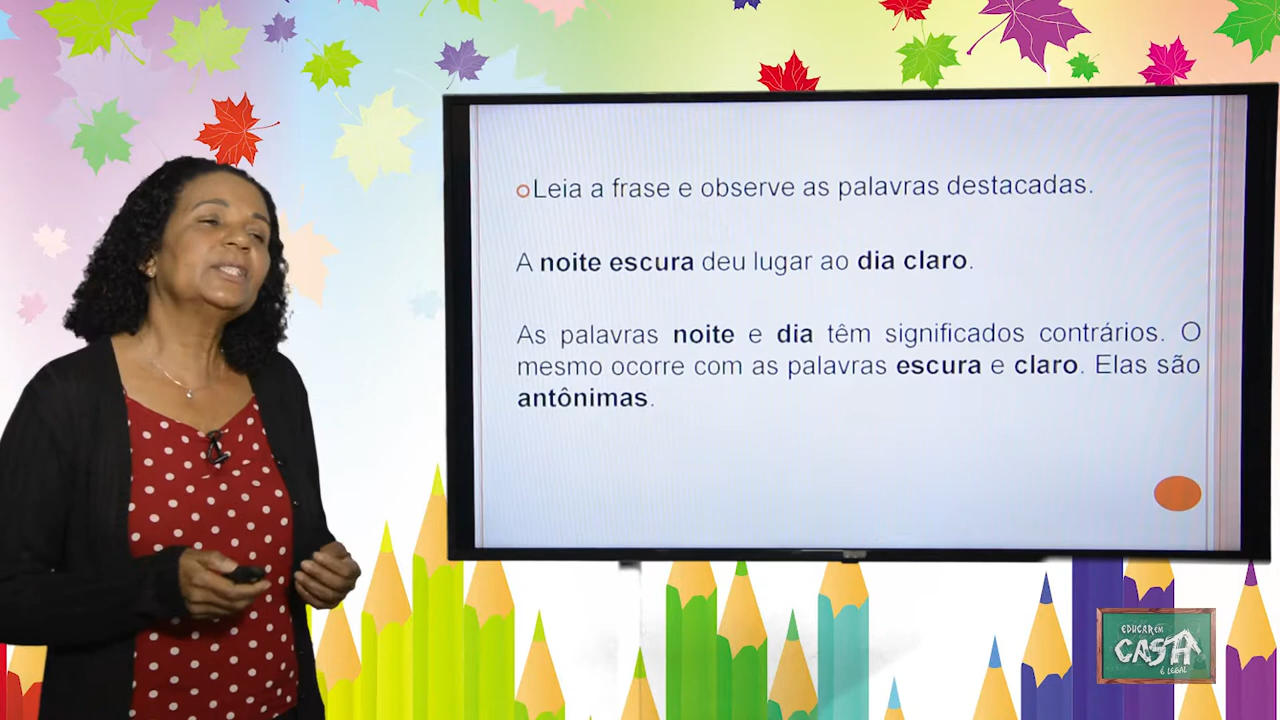 Leia a frase e observe as palavras destacadas.
A noite escura deu lugar ao dia claro.
As palavras noite e dia têm significados contrários. O
mesmo ocorre com as palavras escura e claro. Elas são
antônimas.
EDUCAR EM
CASA
É LEGAL